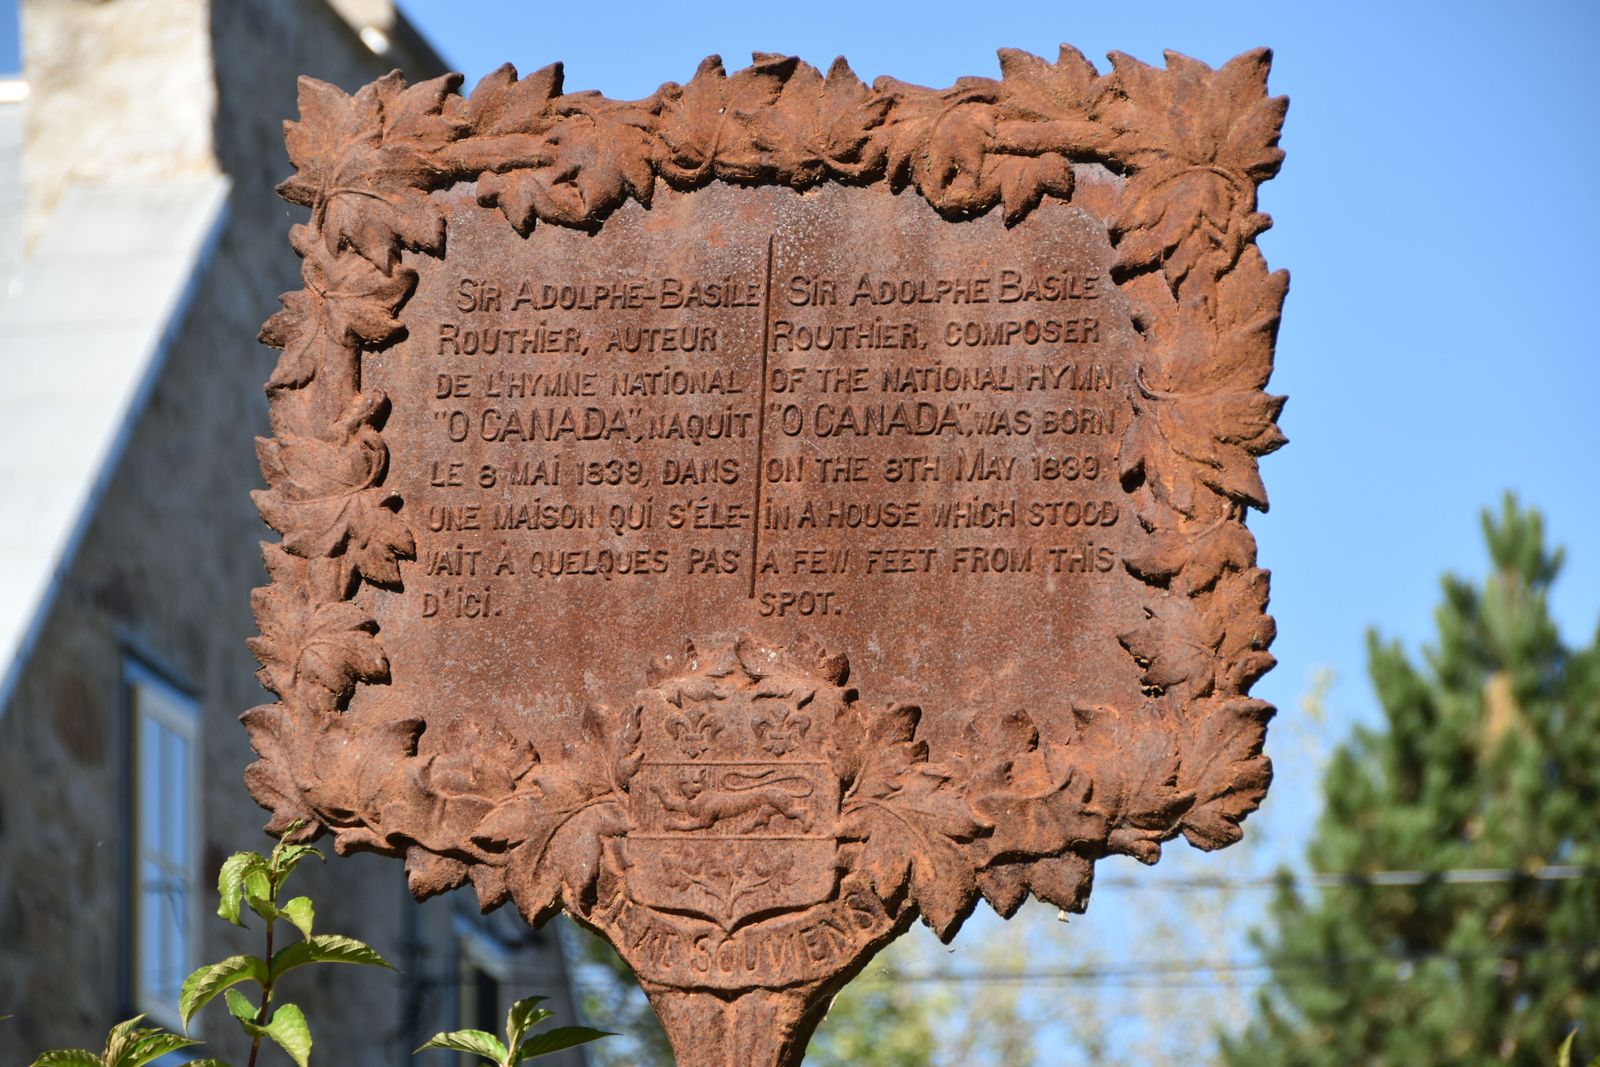 Sir Adolphe-Basile
Routhier, auteur
de l'hymne national
"O Canada", naquit
le 8 mai 1839, dans
une maison qui s'éle-
vait à quelques pas
d'ici.
Sir Adolphe Basile
Routhier, composer
of the national hymn
"O Canada", was born
on the 8th May 1839
in a house which stood
a few feet from this
spot.
ME SOUVIENS